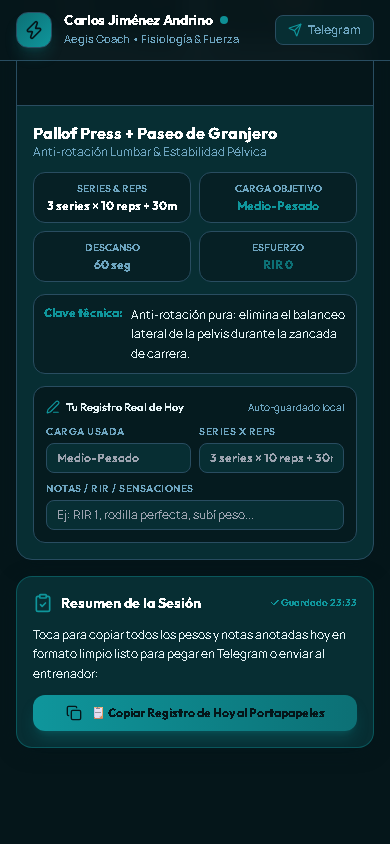 Carlos Jiménez Andrino
Aegis Coach • Fisiología & Fuerza
Telegram
Pallof Press + Paseo de Granjero
Anti-rotación Lumbar & Estabilidad Pélvica
SERIES & REPS
3 series × 10 reps + 30m
CARGA OBJETIVO
Medio-Pesado
DESCANSO
60 seg
ESFUERZO
RIR 0
Clave técnica:
Anti-rotación pura: elimina el balanceo
lateral de la pelvis durante la zancada
de carrera.
Tu Registro Real de Hoy
Auto-guardado local
CARGA USADA
SERIES X REPS
Medio-Pesado
3 series × 10 reps + 30
NOTAS / RIR / SENSACIONES
Ej: RIR 1, rodilla perfecta, subí peso...
Resumen de la Sesión
✓ Guardado 23:33
Toca para copiar todos los pesos y notas anotadas hoy en
formato limpio listo para pegar en Telegram o enviar al
entrenador:
📋 Copiar Registro de Hoy al Portapapeles